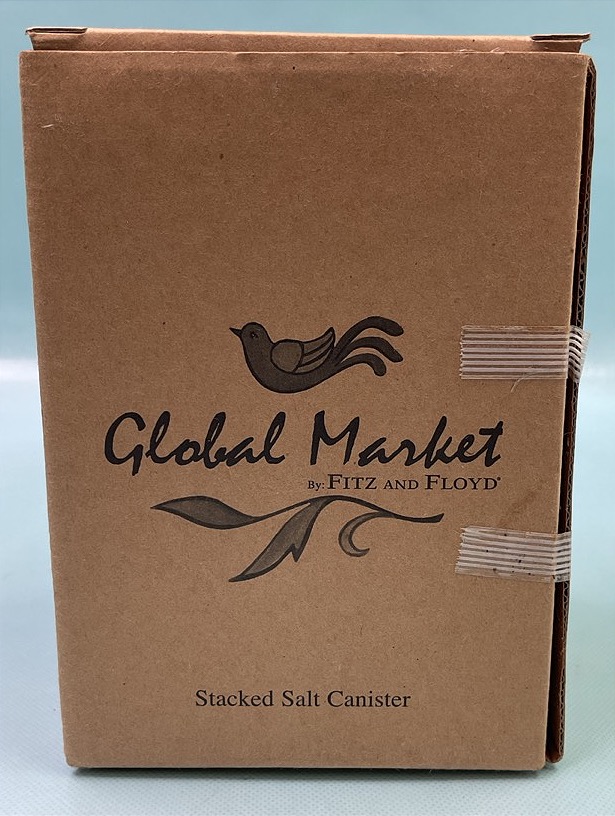 Global Market
By: FITZ AND FLOYD®
Stacked Salt Canister